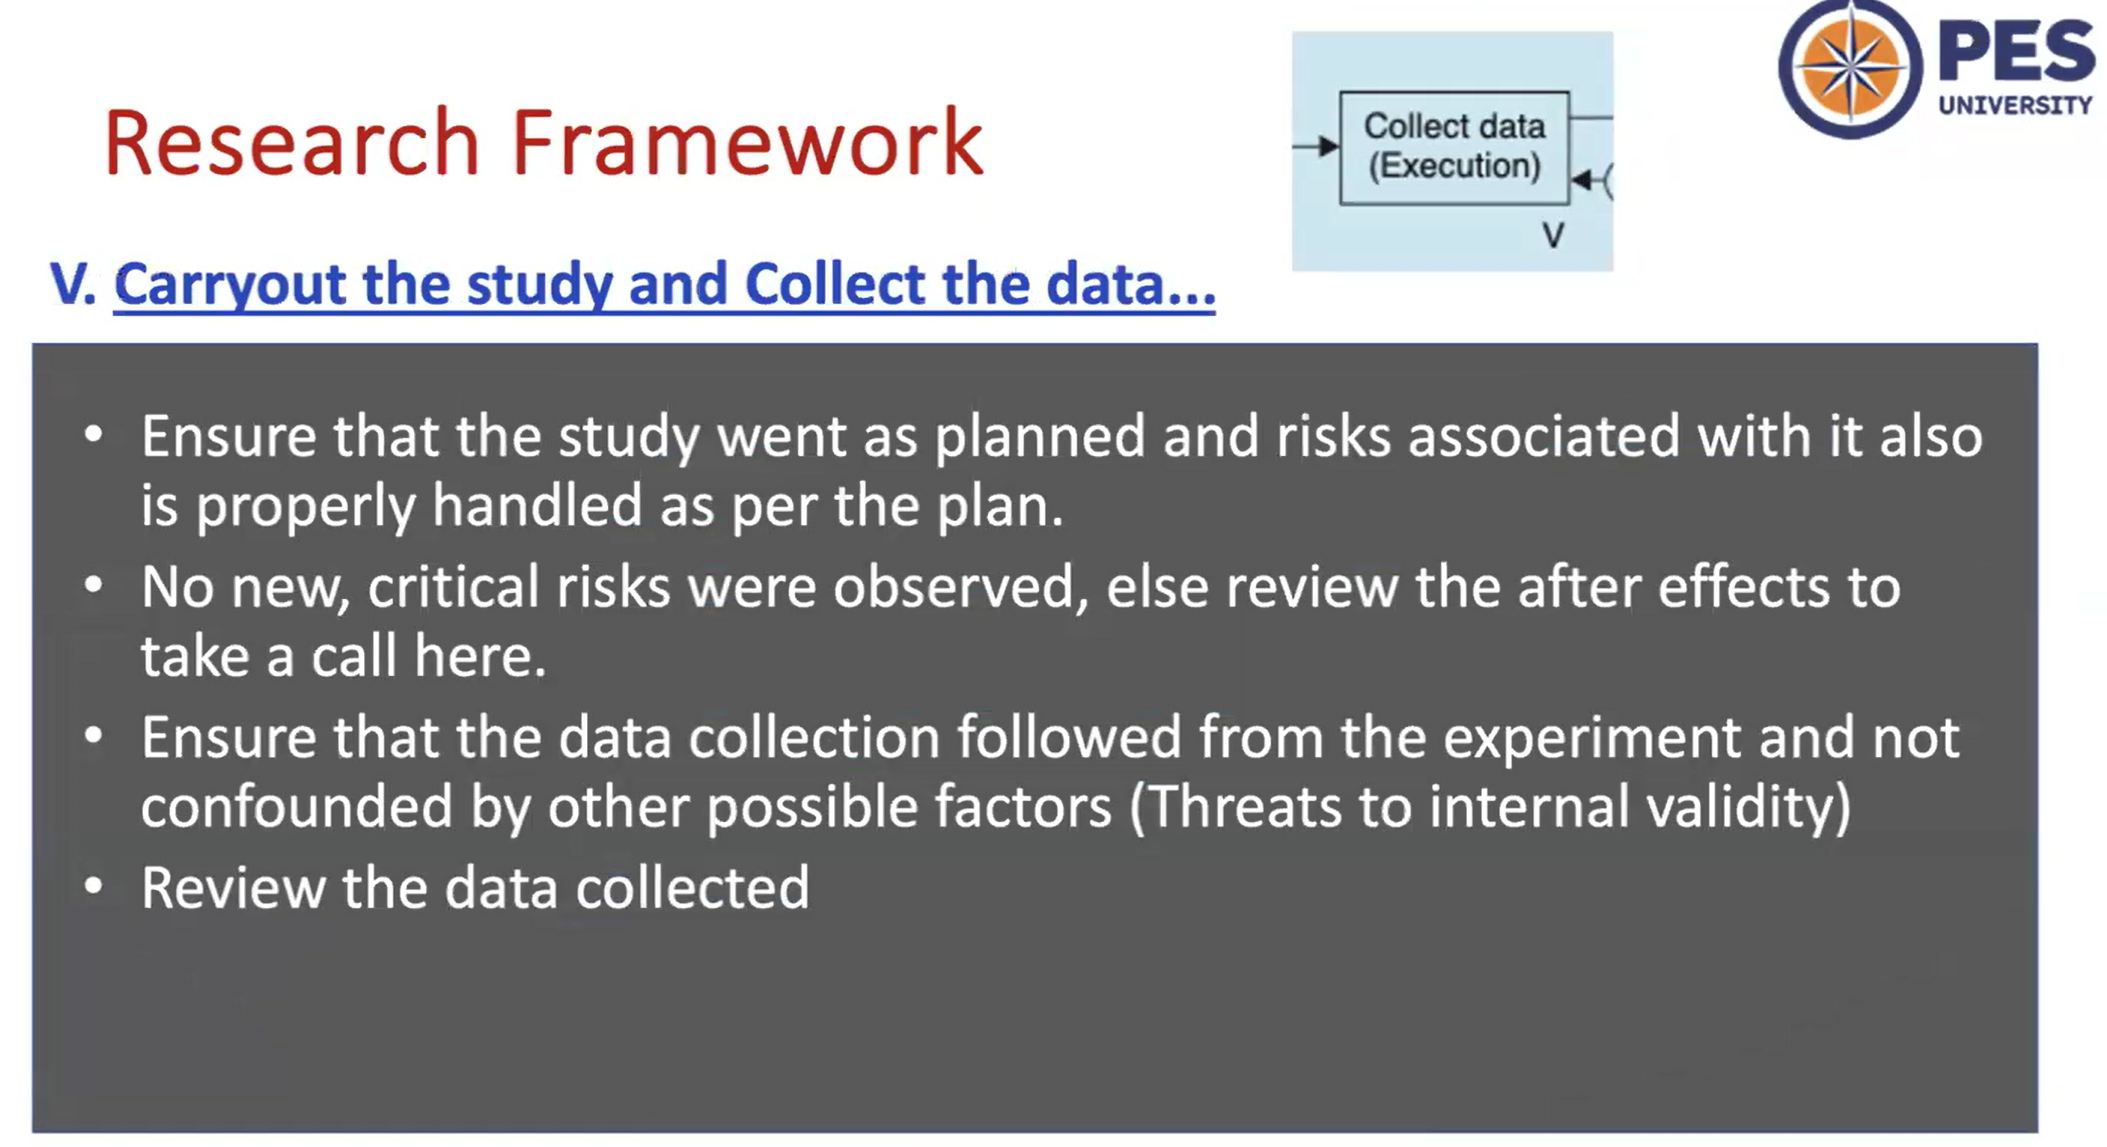 PES
UNIVERSITY
Research Framework
Collect data
(Execution)
V
V. Carryout the study and Collect the data...
• Ensure that the study went as planned and risks associated with it also
is properly handled as per the plan.
• No new, critical risks were observed, else review the after effects to
take a call here.
• Ensure that the data collection followed from the experiment and not
confounded by other possible factors (Threats to internal validity)
• Review the data collected